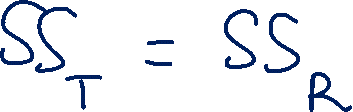 SS_T = SS_R